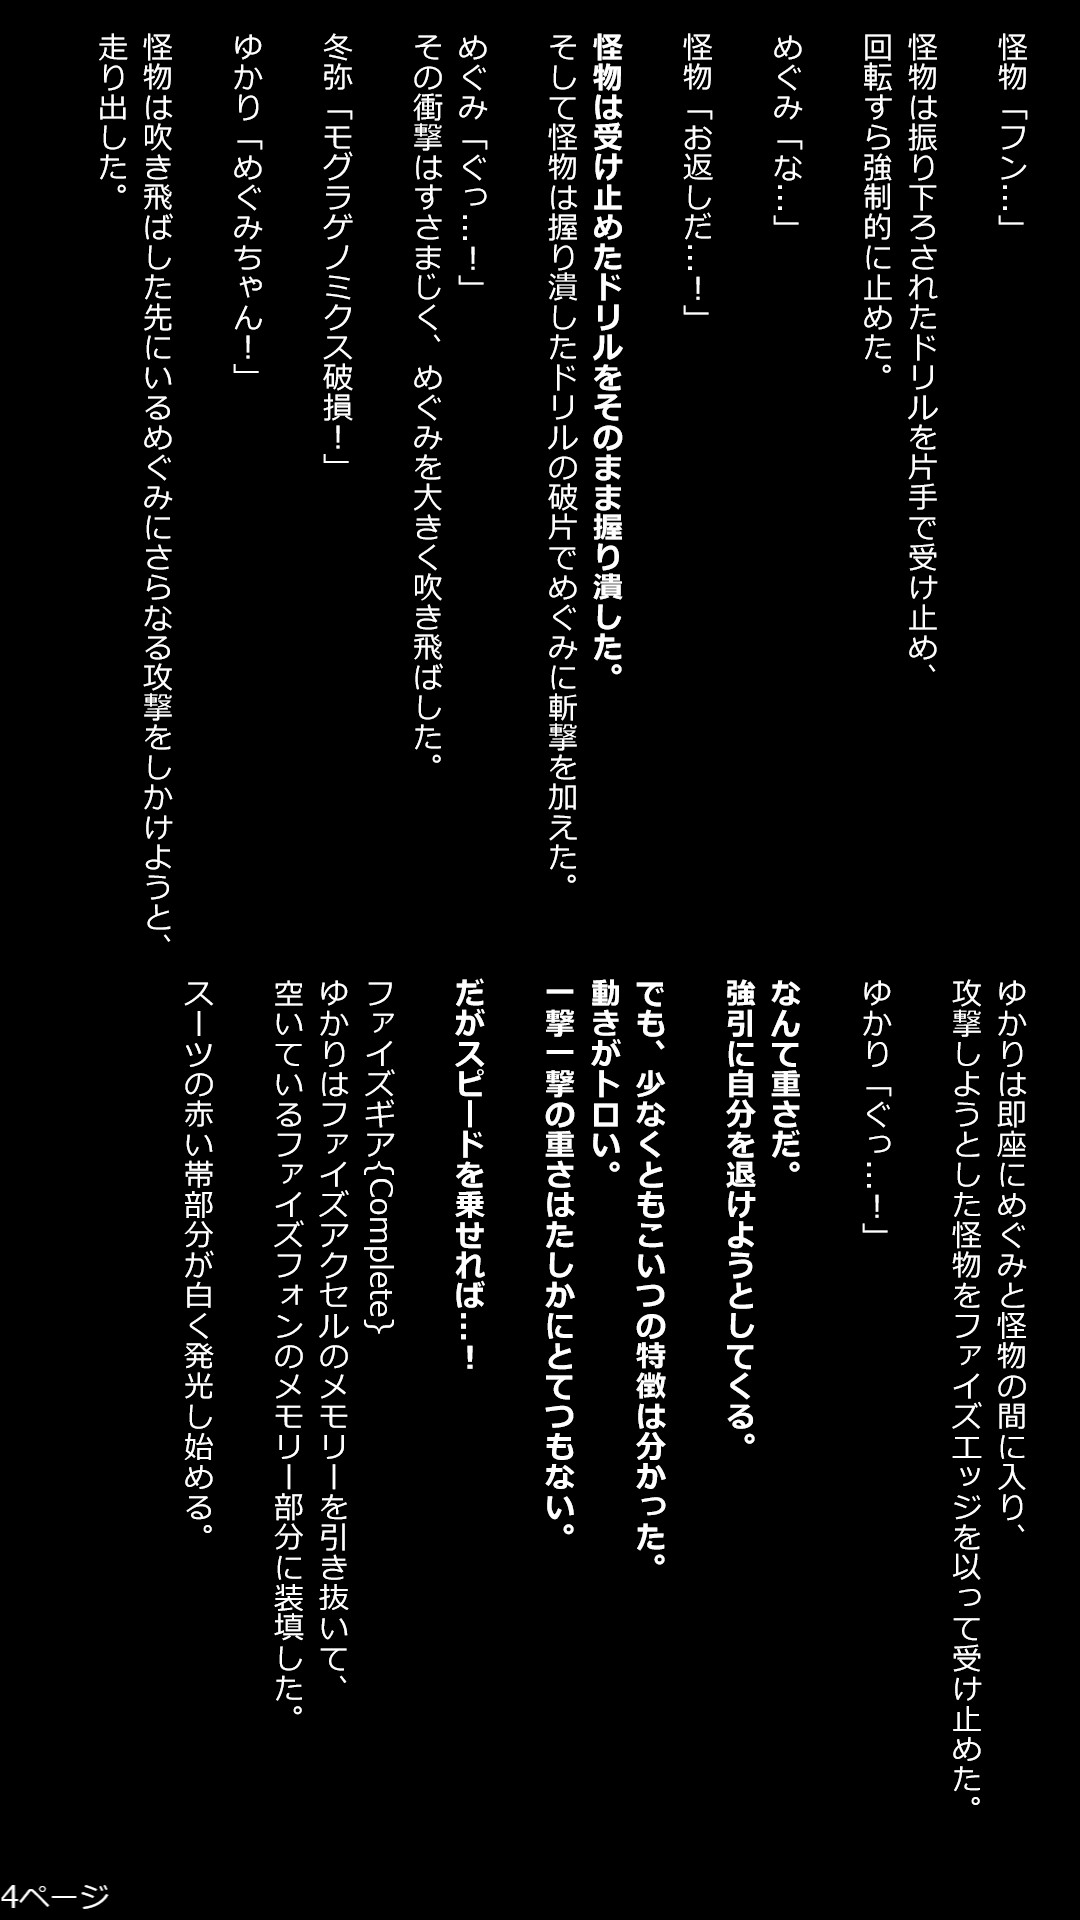 怪物「フン…」
怪物は振り下ろされたドリルを片手で受け止め、
回転すら強制的に止めた。
めぐみ「な…」
怪物「お返しだ…！」
怪物は受け止めたドリルをそのまま握り潰した。
そして怪物は握り潰したドリルの破片でめぐみに斬撃を加えた。
めぐみ「ぐっ…！」
その衝撃はすさまじく、めぐみを大きく吹き飛ばした。
冬弥「モグラゲノミクス破損！」
ゆかり「めぐみちゃん！」
怪物は吹き飛ばした先にいるめぐみにさらなる攻撃をしかけようと、
走り出した。
ゆかりは即座にめぐみと怪物の間に入り、
攻撃しようとした怪物をファイズエッジを以って受け止めた。
ゆかり「ぐっ…！」
なんて重さだ。
強引に自分を退けようとしてくる。
でも、少なくともこいつの特徴は分かった。
動きがトロい。
一撃一撃の重さはたしかにとてつもない。
だがスピードを乗せれば…！
ファイズギア{Complete}
ゆかりはファイズアクセルのメモリーを引き抜いて、
空いているファイズフォンのメモリー部分に装填した。
スーツの赤い帯部分が白く発光し始める。
4ページ